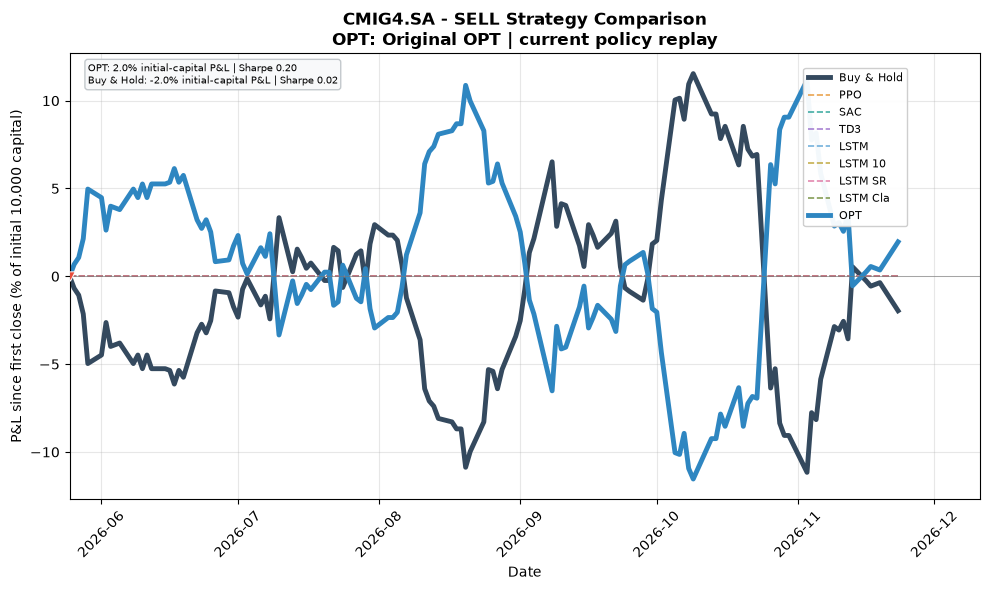 CMIG4.SA - SELL Strategy Comparison
OPT: Original OPT | current policy replay
OPT: 2.0% initial-capital P&L | Sharpe 0.20
Buy & Hold: -2.0% initial-capital P&L | Sharpe 0.02
Buy & Hold
PPO
SAC
TD3
LSTM
LSTM 10
LSTM SR
LSTM Cla
OPT
P&L since first close (% of initial 10,000 capital)
10
5
0
−5
−10
2026-06
2026-07
2026-08
2026-09
2026-10
2026-11
2026-12
Date